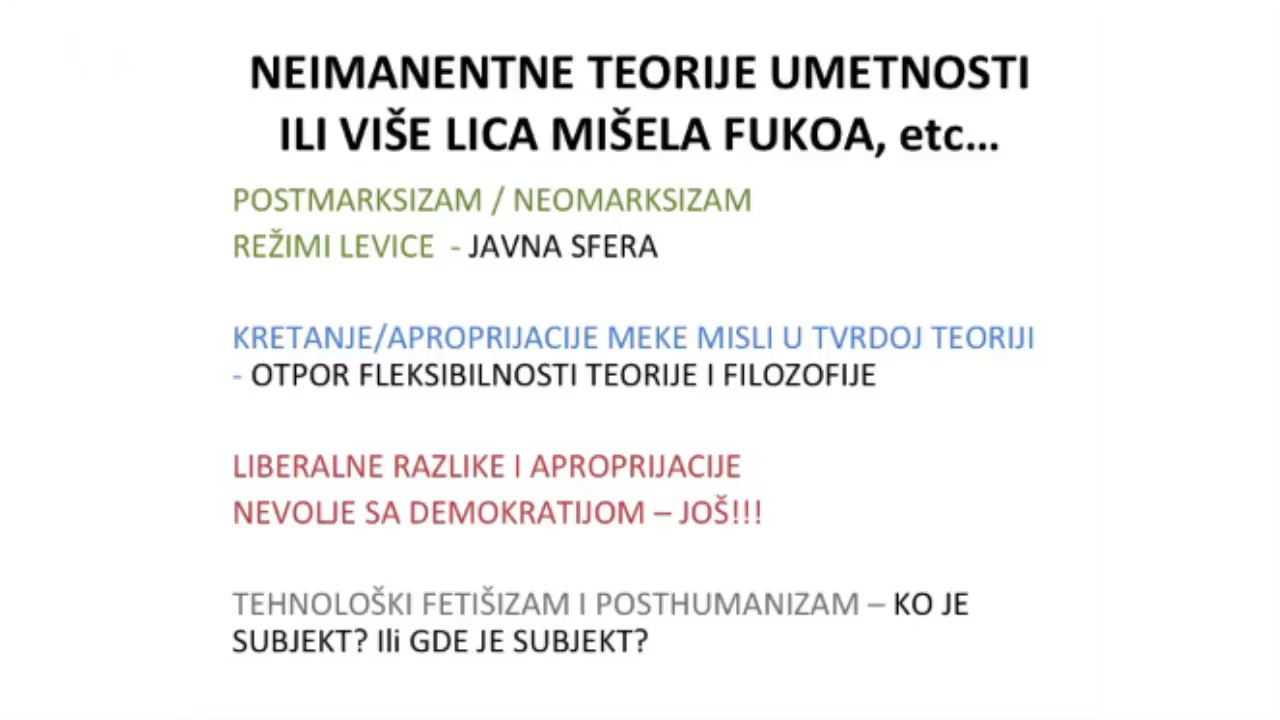 NEIMANENTNE TEORIJE UMETNOSTI
ILI VIŠE LICA MIŠELA FUKOA, etc…
POSTMARKSIZAM / NEOMARKSIZAM
REŽIMI LEVICE - JAVNA SFERA
KRETANJE/APROPRIJACIJE MEKE MISLI U TVRDOJ TEORIJI
- OTPOR FLEKSIBILNOSTI TEORIJE I FILOZOFIJE
LIBERALNE RAZLIKE I APROPRIJACIJE
NEVOLJE SA DEMOKRATIJOM – JOŠ!!!
TEHNOLOŠKI FETIŠIZAM I POSTHUMANIZAM – KO JE
SUBJEKT? Ili GDE JE SUBJEKT?